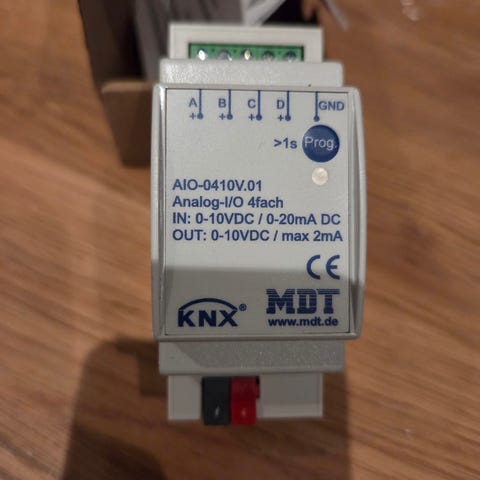 A B C D GND
+ + + +
>1s Prog.
AIO-0410V.01
Analog-I/O 4fach
IN: 0-10VDC / 0-20mA DC
OUT: 0-10VDC / max 2mA
CE
KNX® MDT
www.mdt.de